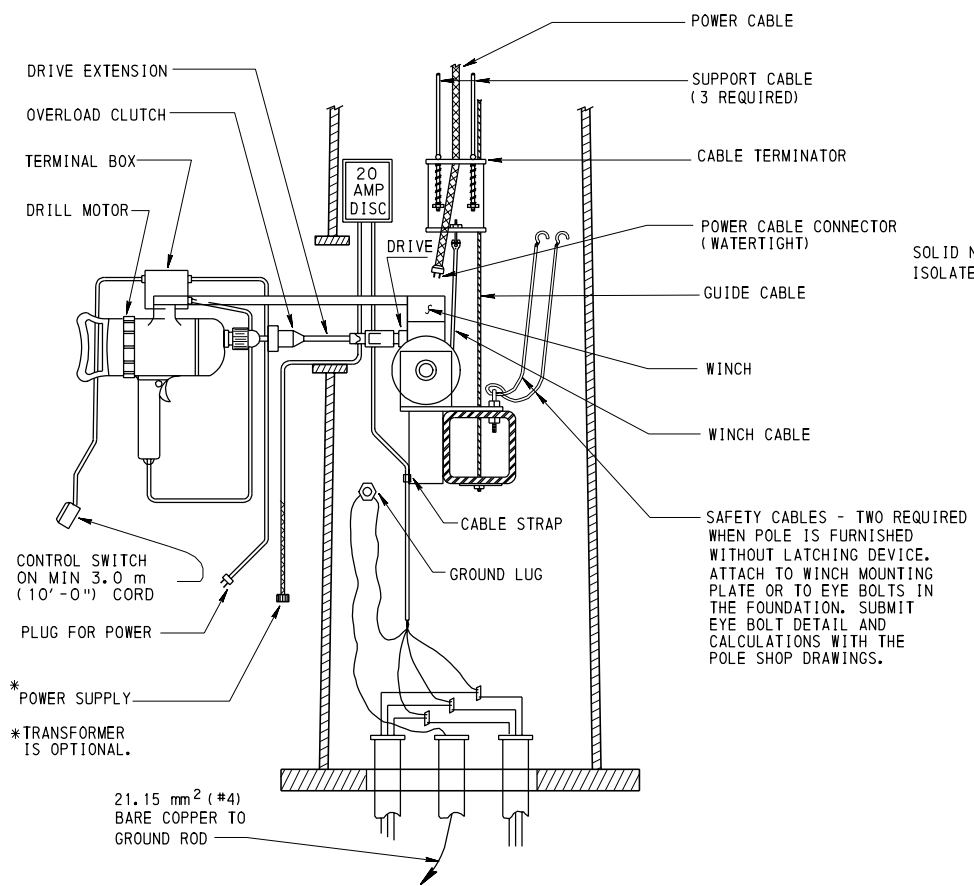 POWER CABLE
DRIVE EXTENSION
SUPPORT CABLE
(3 REQUIRED)
OVERLOAD CLUTCH
TERMINAL BOX
CABLE TERMINATOR
20
AMP
DISC
DRILL MOTOR
POWER CABLE CONNECTOR
(WATERTIGHT)
DRIVE
SOLID
ISOLATE
GUIDE CABLE
WINCH
WINCH CABLE
CABLE STRAP
SAFETY CABLES - TWO REQUIRED
WHEN POLE IS FURNISHED
WITHOUT LATCHING DEVICE.
ATTACH TO WINCH MOUNTING
PLATE OR TO EYE BOLTS IN
THE FOUNDATION. SUBMIT
EYE BOLT DETAIL AND
CALCULATIONS WITH THE
POLE SHOP DRAWINGS.
CONTROL SWITCH
ON MIN 3.0 m
(10'-0") CORD
GROUND LUG
PLUG FOR POWER
*POWER SUPPLY
*TRANSFORMER
IS OPTIONAL.
21.15 mm² (#4)
BARE COPPER TO
GROUND ROD